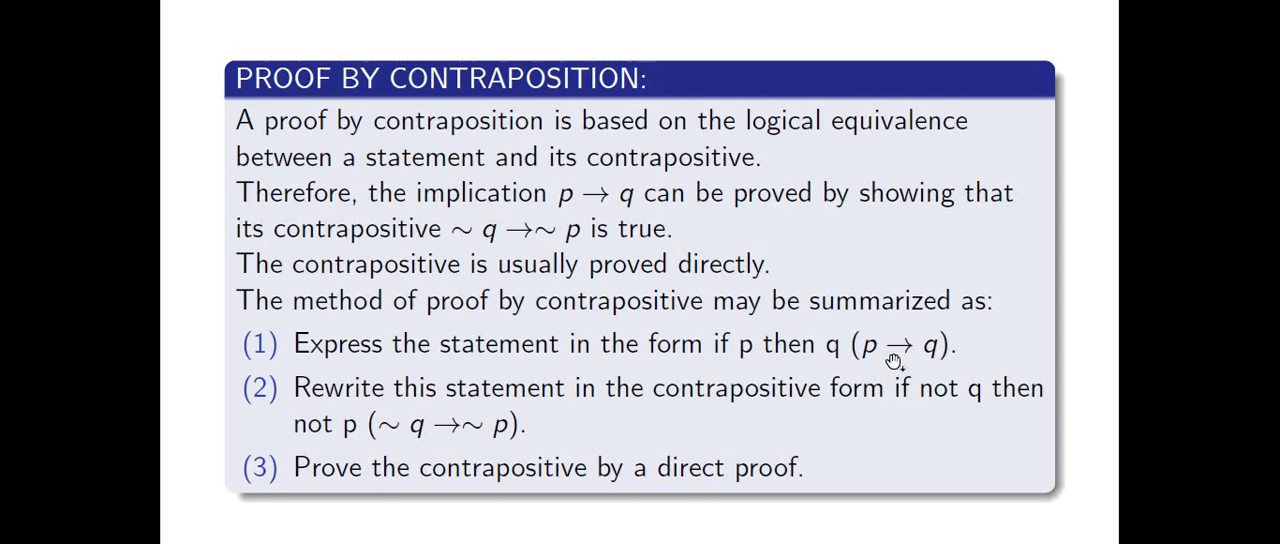 PROOF BY CONTRAPOSITION:
A proof by contraposition is based on the logical equivalence
between a statement and its contrapositive.
Therefore, the implication p → q can be proved by showing that
its contrapositive ∼ q →∼ p is true.
The contrapositive is usually proved directly.
The method of proof by contrapositive may be summarized as:
(1) Express the statement in the form if p then q (p → q).
(2) Rewrite this statement in the contrapositive form if not q then
not p (∼ q →∼ p).
(3) Prove the contrapositive by a direct proof.